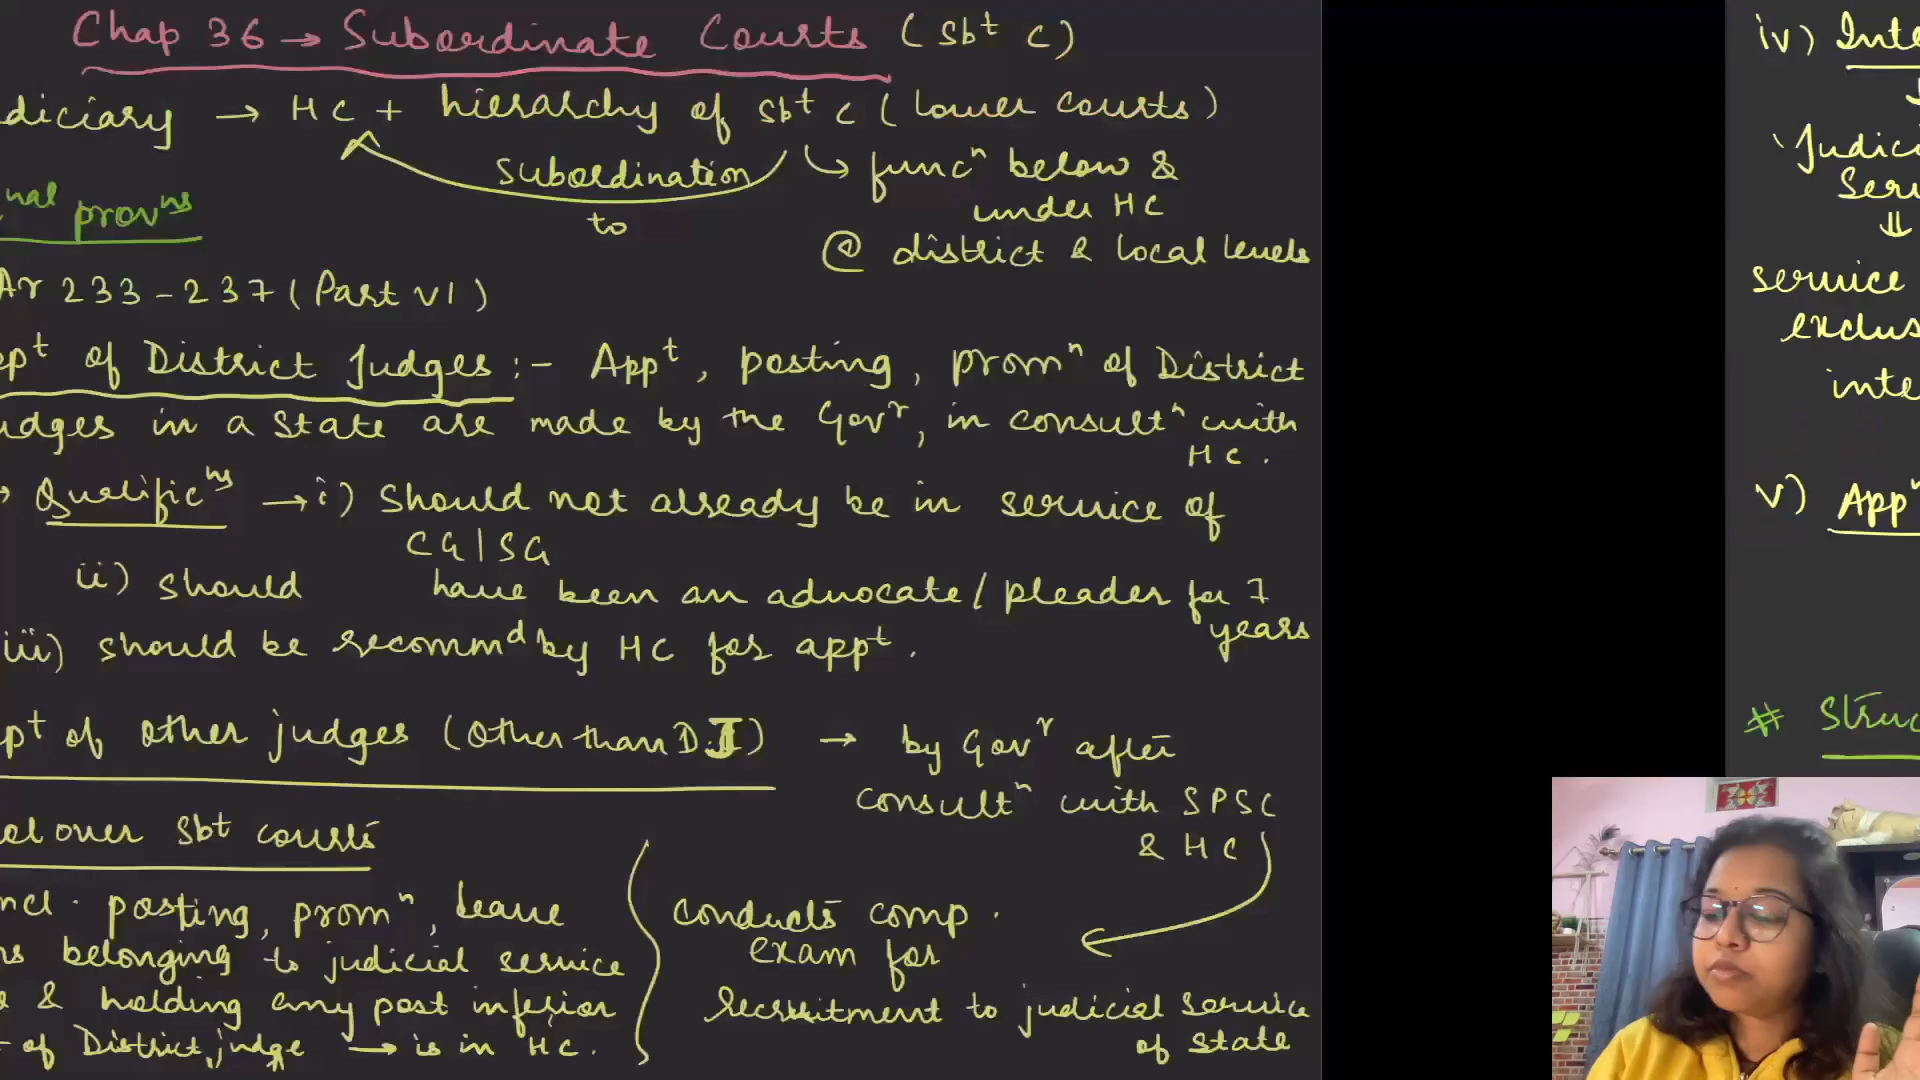 Chap 36 → Subordinate Courts (Sbt C)
diciary → HC + hierarchy of Sbt C (lower courts)
subordination
to
↳ funcn below &
under HC
@ district & local levels
nal provns
Ar 233 - 237 (Part VI)
ppt of District Judges :- Appt, posting, promn of District
udges in a State are made by the Govr, in consultn with
HC.
→ Qualificns → i) Should not already be in service of
CG/SG
ii) should have been an advocate / pleader for 7
years
iii) should be recommd by HC for appt.
pt of other judges (Other than D.J) → by Govr after
consultn with SPSC
& HC
conducts comp.
exam for
recruitment to judicial service
of state
ol over Sbt courts
incl. posting, promn, leave
ns belonging to judicial service
& holding any post inferior
of District judge → is in HC.
iv) Inte
↓
'Judici
Serv
⇓
service
exclus
inte
v) Appn
# Struc